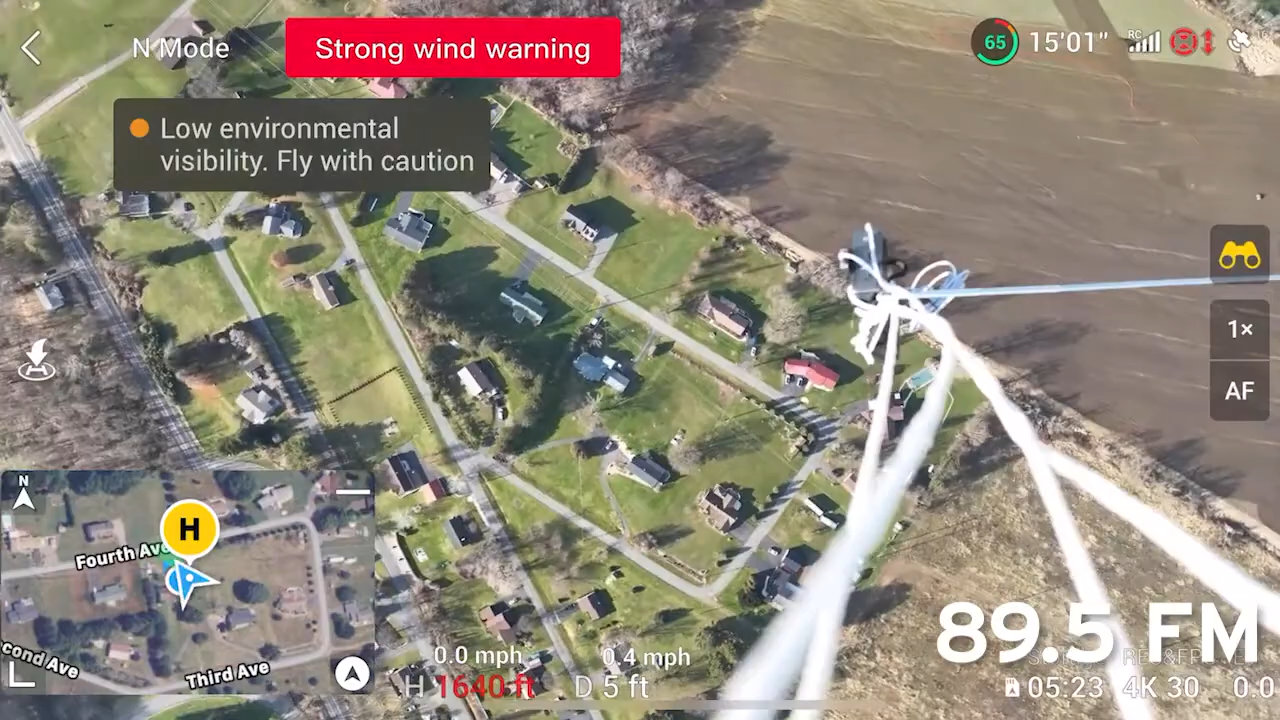 N Mode
Strong wind warning
65
15'01"
RC
Low environmental
visibility. Fly with caution
1×
AF
N
H
Fourth Ave
cond Ave
Third Ave
0.0 mph
0.4 mph
H 1640 ft
D 5 ft
89.5 FM
05:23
4K 30
0.0